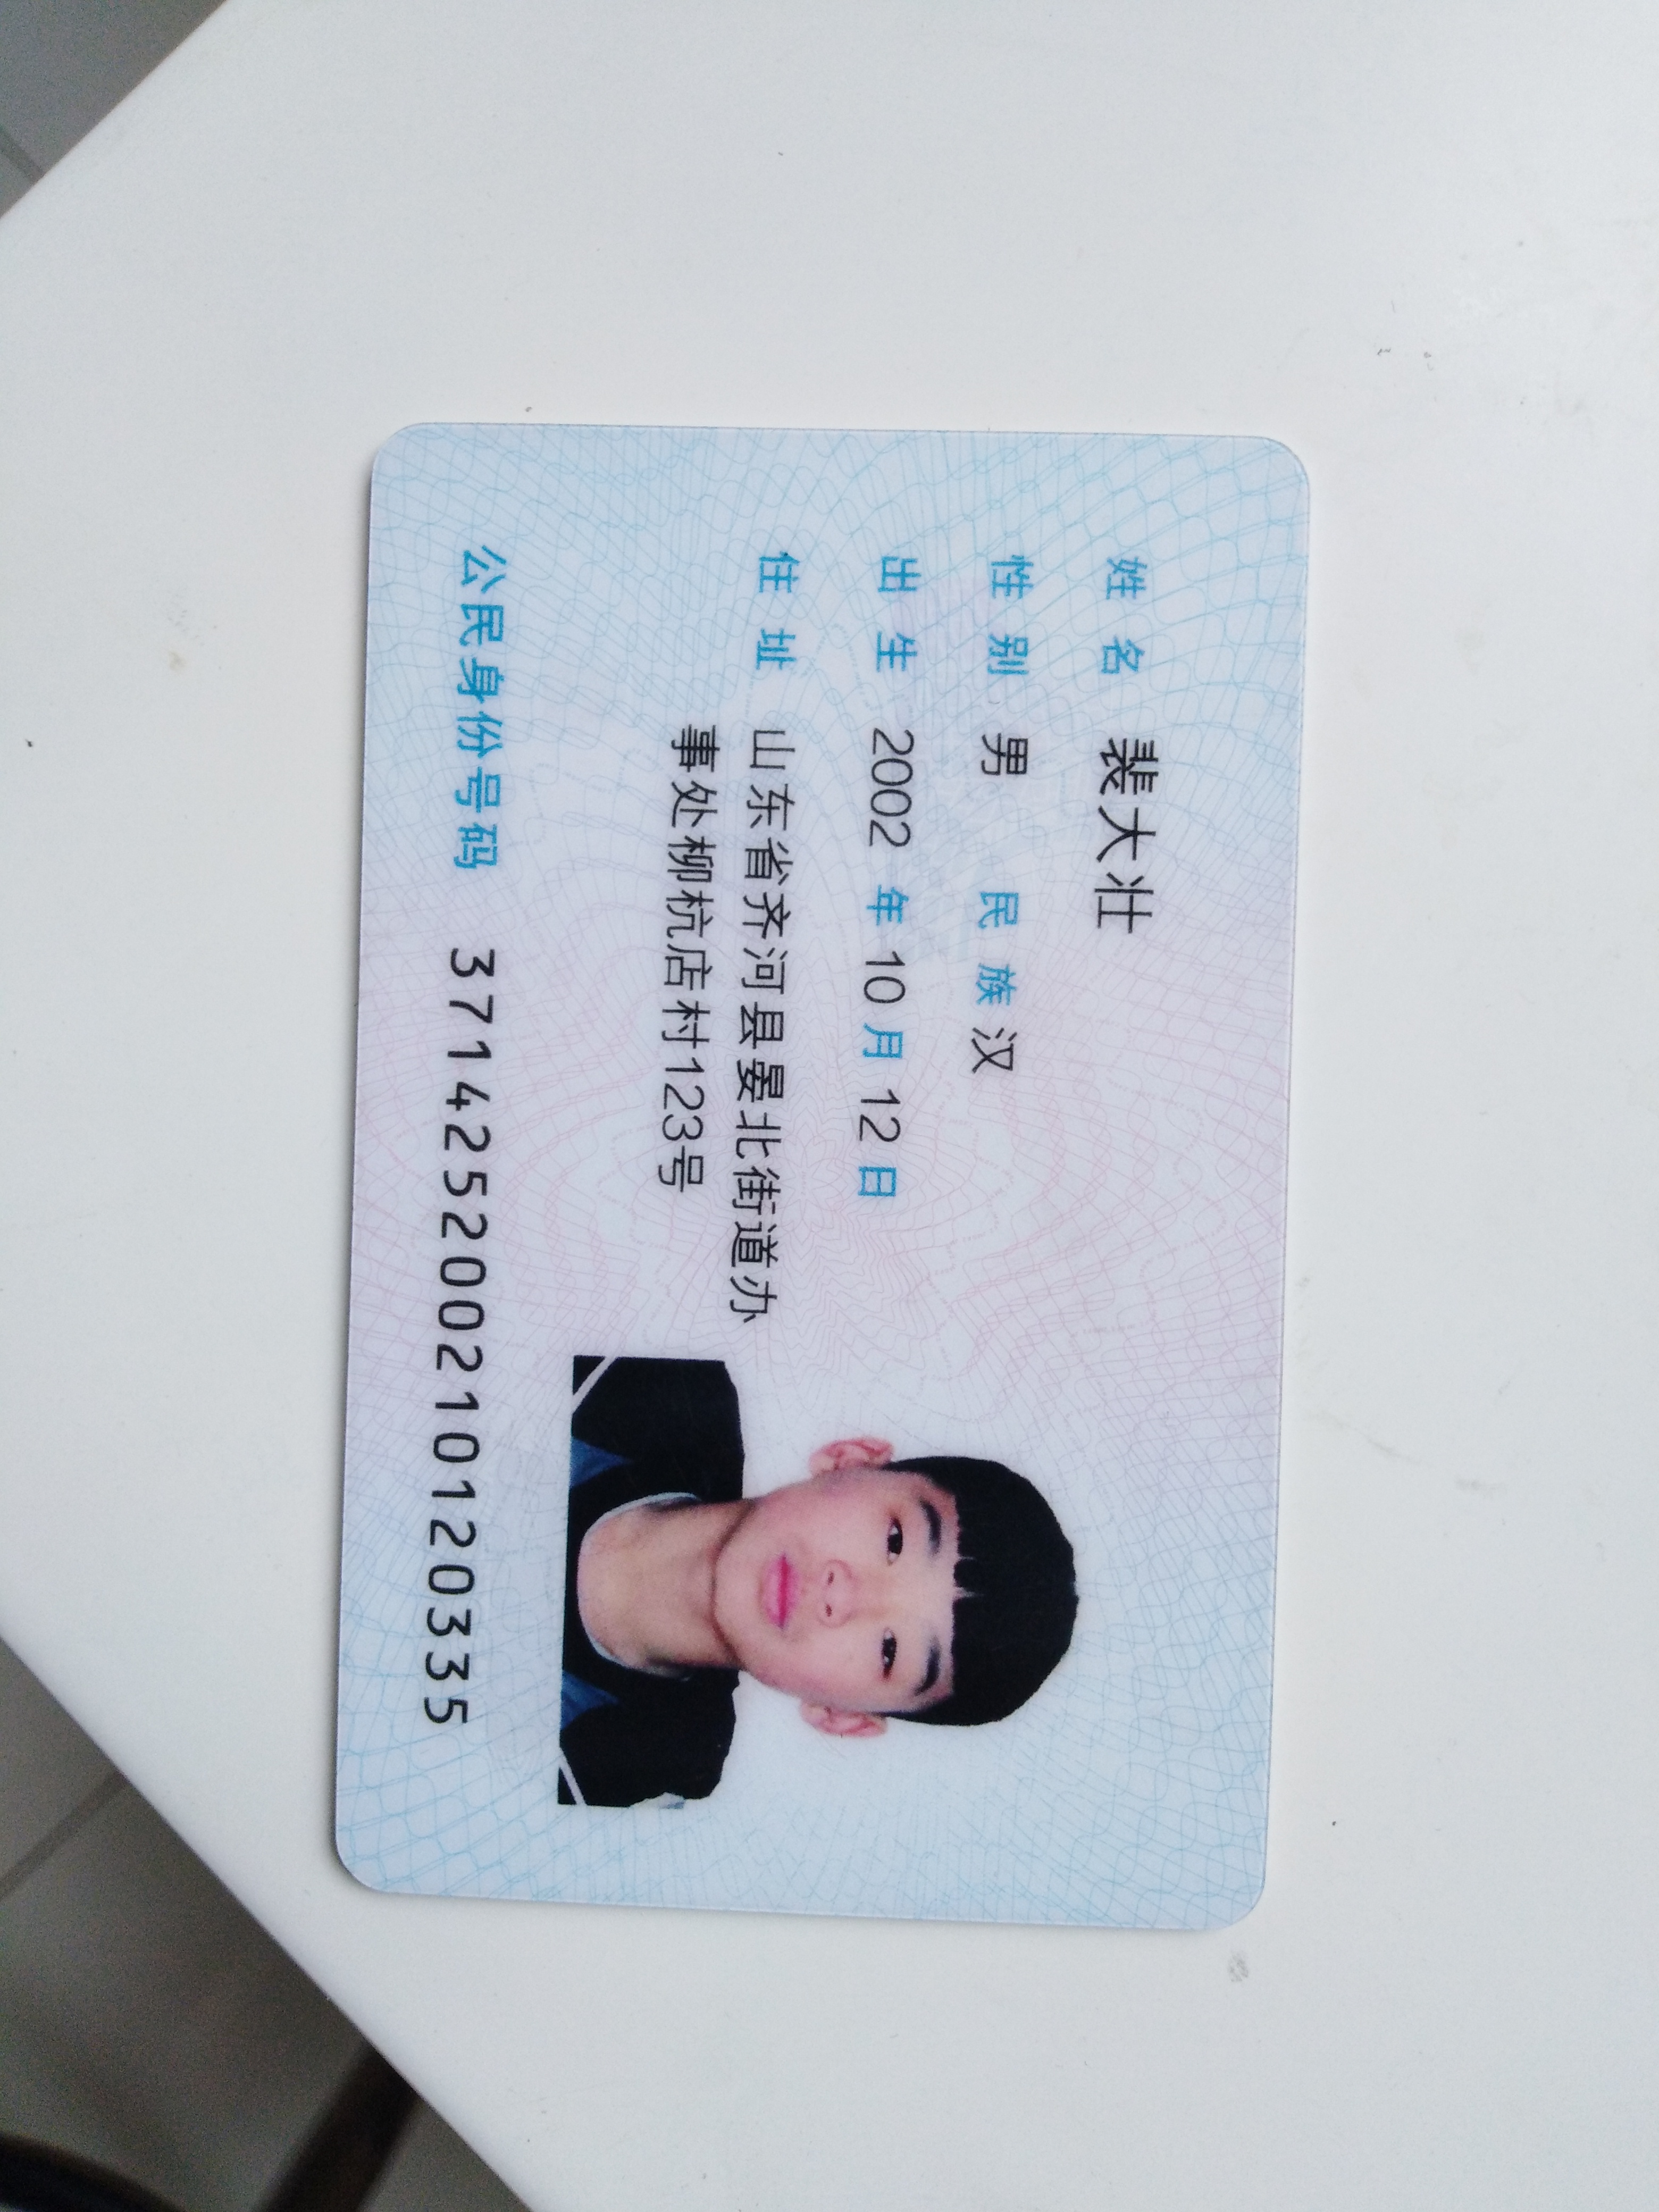 姓名 裴大壮
性别 男 民族 汉
出生 2002 年 10 月 12 日
住址 山东省齐河县晏北街道办
事处柳杭店村123号
公民身份号码 371425200210120335